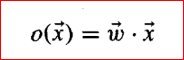 o(x⃗) = w⃗ · x⃗